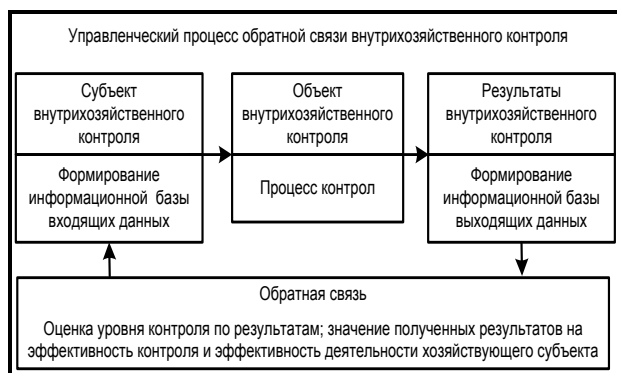 Управленческий процесс обратной связи внутрихозяйственного контроля
Субъект
внутрихозяйственного
контроля
Формирование
информационной базы
входящих данных
Объект
внутрихозяйственного
контроля
Процесс контрол
Результаты
внутрихозяйственного
контроля
Формирование
информационной базы
выходящих данных
Обратная связь
Оценка уровня контроля по результатам; значение полученных результатов на
эффективность контроля и эффективность деятельности хозяйствующего субъекта